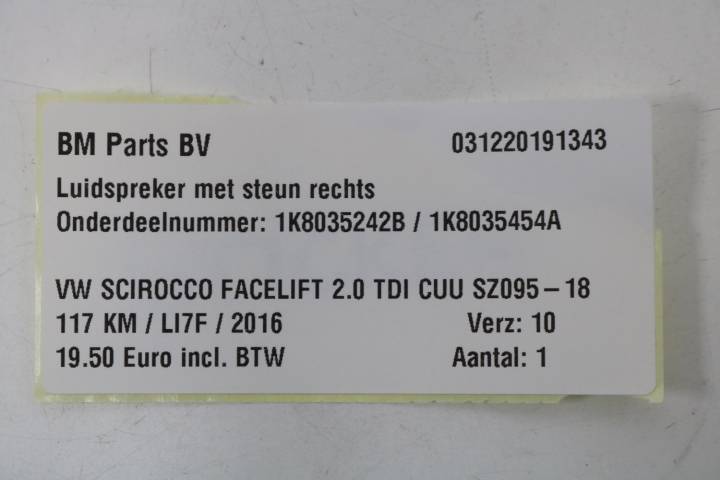 BM Parts BV 031220191343
Luidspreker met steun rechts
Onderdeelnummer: 1K8035242B / 1K8035454A
VW SCIROCCO FACELIFT 2.0 TDI CUU SZ095-18
117 KM / LI7F / 2016 Verz: 10
19.50 Euro incl. BTW Aantal: 1